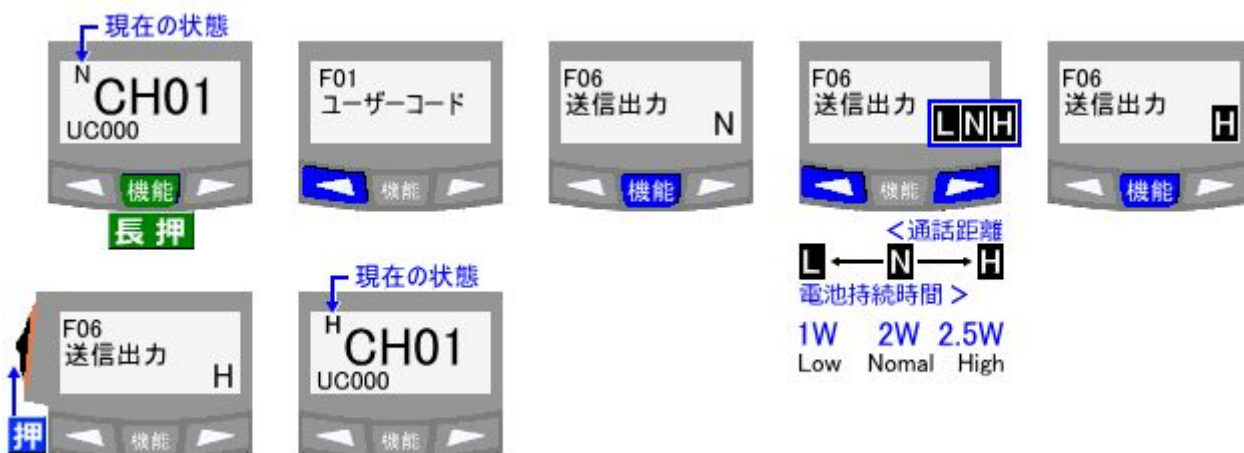 現在の状態
N
CH01
UC000
機能
長押
F01
ユーザーコード
機能
F06
送信出力
N
機能
F06
送信出力
LNH
機能
<通話距離
L N H
電池持続時間 >
1W 2W 2.5W
Low Nomal High
F06
送信出力
H
機能
F06
送信出力
H
機能
押
現在の状態
H
CH01
UC000
機能